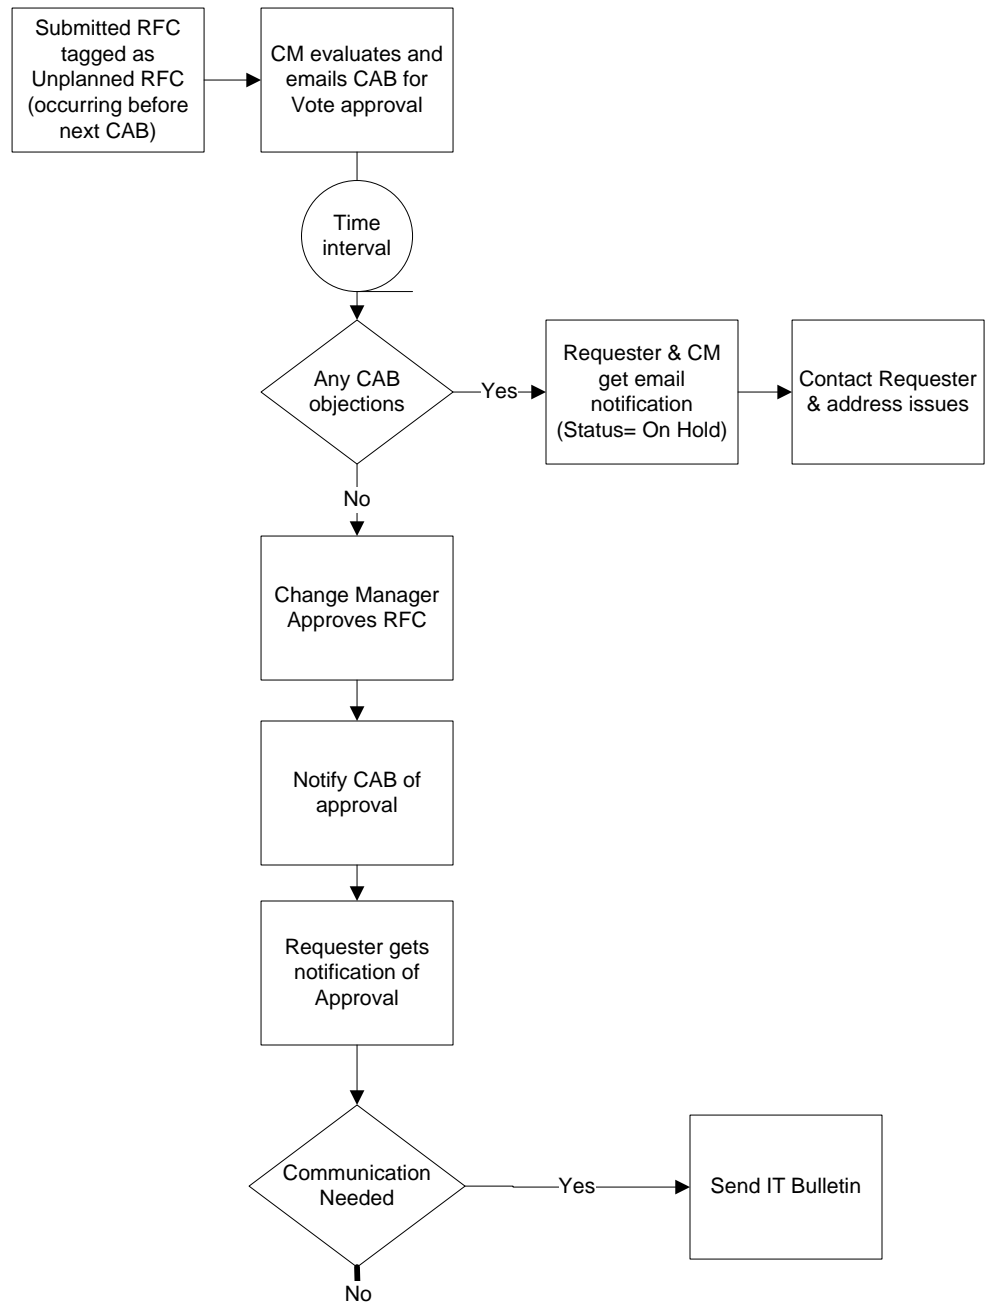 Submitted RFC
tagged as
Unplanned RFC
(occurring before
next CAB)
CM evaluates and
emails CAB for
Vote approval
Time
interval
Any CAB
objections
Yes
Requester & CM
get email
notification
(Status= On Hold)
Contact Requester
& address issues
No
Change Manager
Approves RFC
Notify CAB of
approval
Requester gets
notification of
Approval
Communication
Needed
Yes
Send IT Bulletin
No